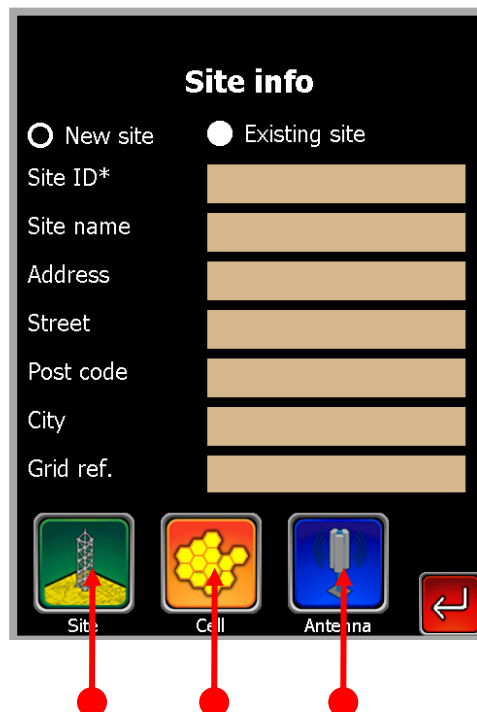 Site info
New site Existing site
Site ID*
Site name
Address
Street
Post code
City
Grid ref.
Site Cell Antenna